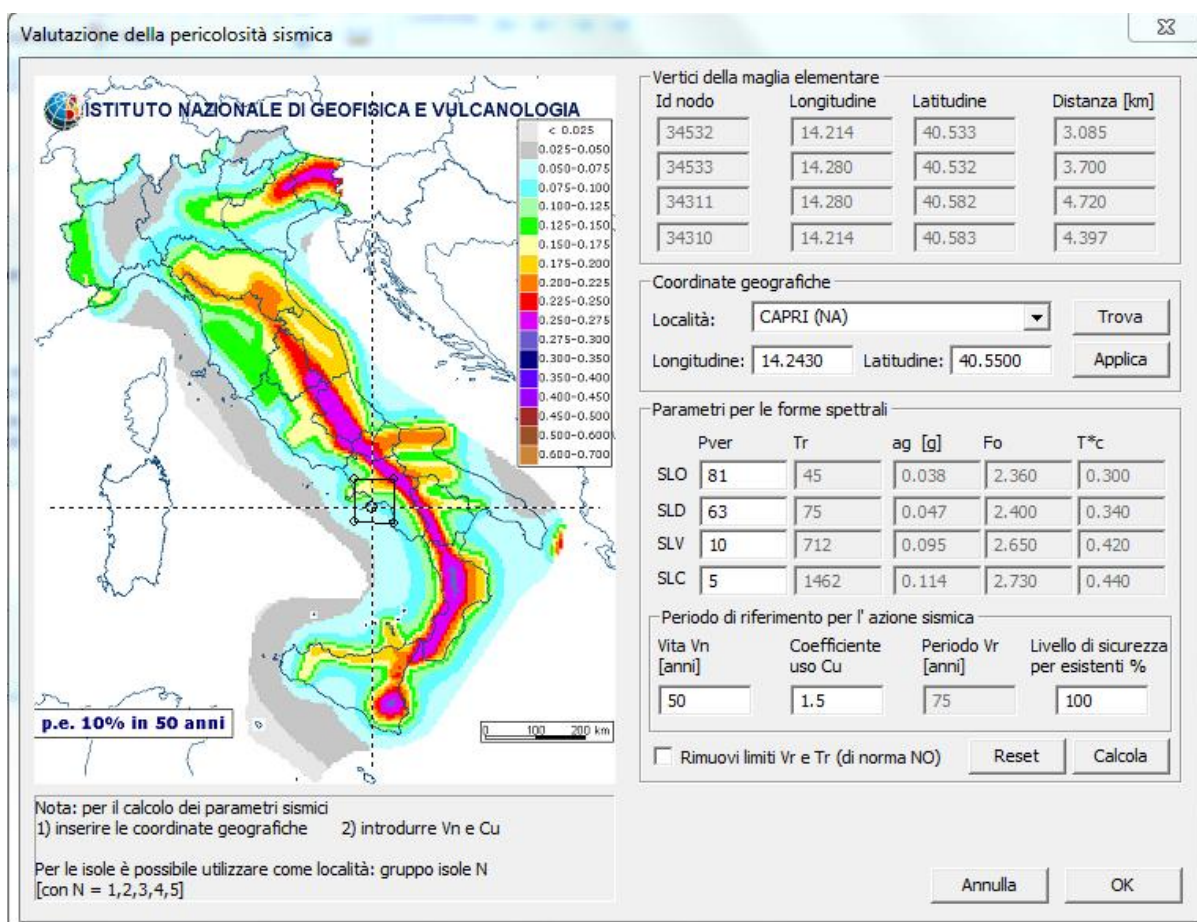 Valutazione della pericolosità sismica
ISTITUTO NAZIONALE DI GEOFISICA E VULCANOLOGIA
< 0.025
0.025-0.050
0.050-0.075
0.075-0.100
0.100-0.125
0.125-0.150
0.150-0.175
0.175-0.200
0.200-0.225
0.225-0.250
0.250-0.275
0.275-0.300
0.300-0.350
0.350-0.400
0.400-0.450
0.450-0.500
0.500-0.600
0.600-0.700
p.e. 10% in 50 anni
0 100 200 km
Nota: per il calcolo dei parametri sismici
1) inserire le coordinate geografiche 2) introdurre Vn e Cu
Per le isole è possibile utilizzare come località: gruppo isole N
[con N = 1,2,3,4,5]
Vertici della maglia elementare
Id nodo Longitudine Latitudine Distanza [km]
34532 14.214 40.533 3.085
34533 14.280 40.532 3.700
34311 14.280 40.582 4.720
34310 14.214 40.583 4.397
Coordinate geografiche
Località: CAPRI (NA) Trova
Longitudine: 14.2430 Latitudine: 40.5500 Applica
Parametri per le forme spettrali
Pver Tr ag [g] Fo T*c
SLO 81 45 0.038 2.360 0.300
SLD 63 75 0.047 2.400 0.340
SLV 10 712 0.095 2.650 0.420
SLC 5 1462 0.114 2.730 0.440
Periodo di riferimento per l' azione sismica
Vita Vn Coefficiente Periodo Vr Livello di sicurezza
[anni] uso Cu [anni] per esistenti %
50 1.5 75 100
Rimuovi limiti Vr e Tr (di norma NO) Reset Calcola
Annulla OK